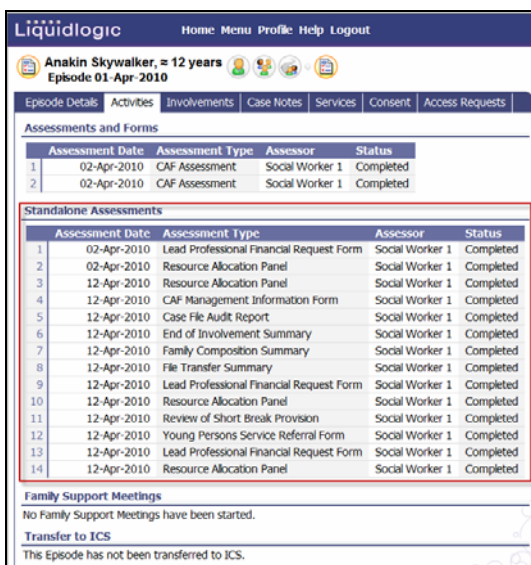 Liquidlogic Home Menu Profile Help Logout
Anakin Skywalker, ≈ 12 years
Episode 01-Apr-2010
Episode Details Activities Involvements Case Notes Services Consent Access Requests
Assessments and Forms
Assessment Date Assessment Type Assessor Status
1 02-Apr-2010 CAF Assessment Social Worker 1 Completed
2 02-Apr-2010 CAF Assessment Social Worker 1 Completed
Standalone Assessments
Assessment Date Assessment Type Assessor Status
1 02-Apr-2010 Lead Professional Financial Request Form Social Worker 1 Completed
2 02-Apr-2010 Resource Allocation Panel Social Worker 1 Completed
3 12-Apr-2010 Resource Allocation Panel Social Worker 1 Completed
4 12-Apr-2010 CAF Management Information Form Social Worker 1 Completed
5 12-Apr-2010 Case File Audit Report Social Worker 1 Completed
6 12-Apr-2010 End of Involvement Summary Social Worker 1 Completed
7 12-Apr-2010 Family Composition Summary Social Worker 1 Completed
8 12-Apr-2010 File Transfer Summary Social Worker 1 Completed
9 12-Apr-2010 Lead Professional Financial Request Form Social Worker 1 Completed
10 12-Apr-2010 Resource Allocation Panel Social Worker 1 Completed
11 12-Apr-2010 Review of Short Break Provision Social Worker 1 Completed
12 12-Apr-2010 Young Persons Service Referral Form Social Worker 1 Completed
13 12-Apr-2010 Lead Professional Financial Request Form Social Worker 1 Completed
14 12-Apr-2010 Resource Allocation Panel Social Worker 1 Completed
Family Support Meetings
No Family Support Meetings have been started.
Transfer to ICS
This Episode has not been transferred to ICS.